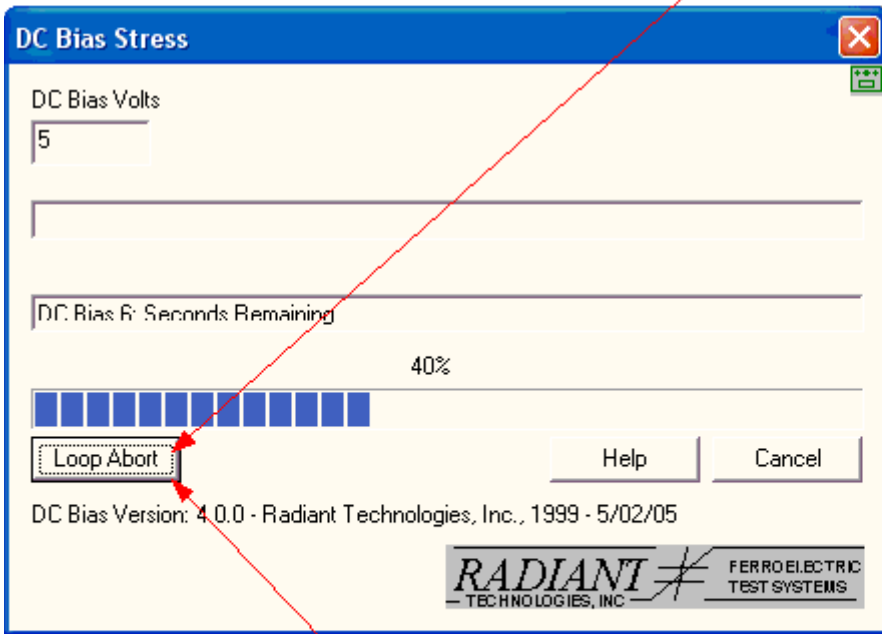 DC Bias Stress
DC Bias Volts
5
DC Bias 6: Seconds Remaining
40%
Loop Abort
Help
Cancel
DC Bias Version: 4.0.0 - Radiant Technologies, Inc., 1999 - 5/02/05
RADIANT
TECHNOLOGIES, INC
FERROELECTRIC
TEST SYSTEMS